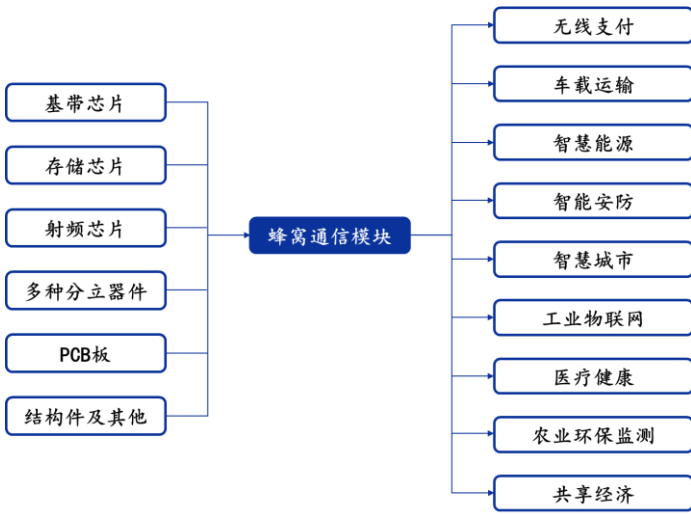 基带芯片
存储芯片
射频芯片
多种分立器件
PCB板
结构件及其他
蜂窝通信模块
无线支付
车载运输
智慧能源
智能安防
智慧城市
工业物联网
医疗健康
农业环保监测
共享经济